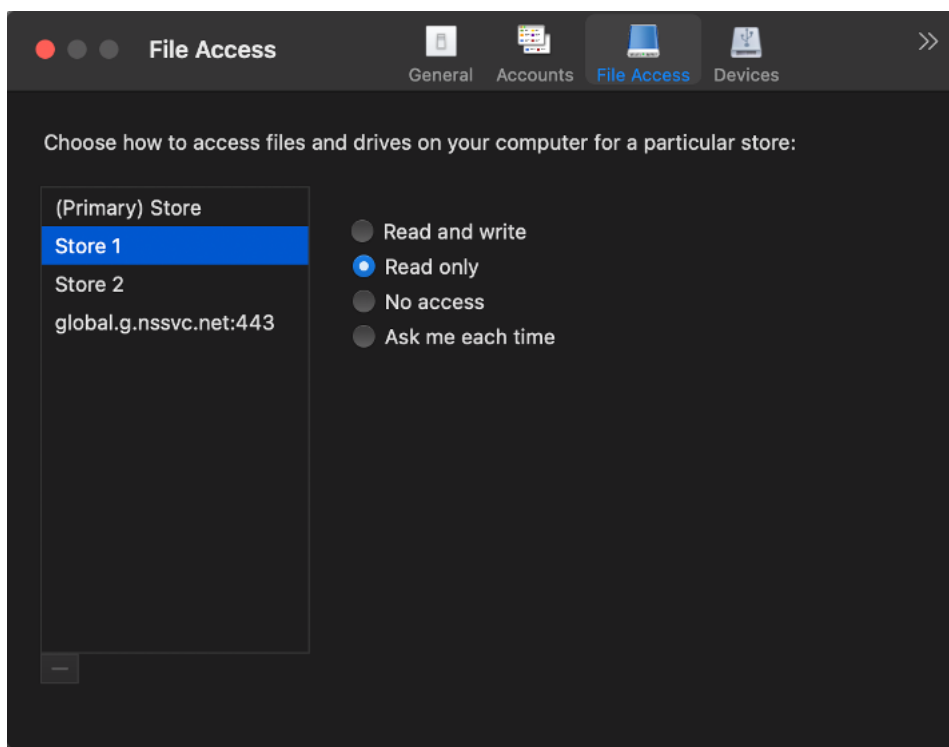 File Access
General
Accounts
File Access
Devices
Choose how to access files and drives on your computer for a particular store:
(Primary) Store
Store 1
Store 2
global.g.nssvc.net:443
Read and write
Read only
No access
Ask me each time